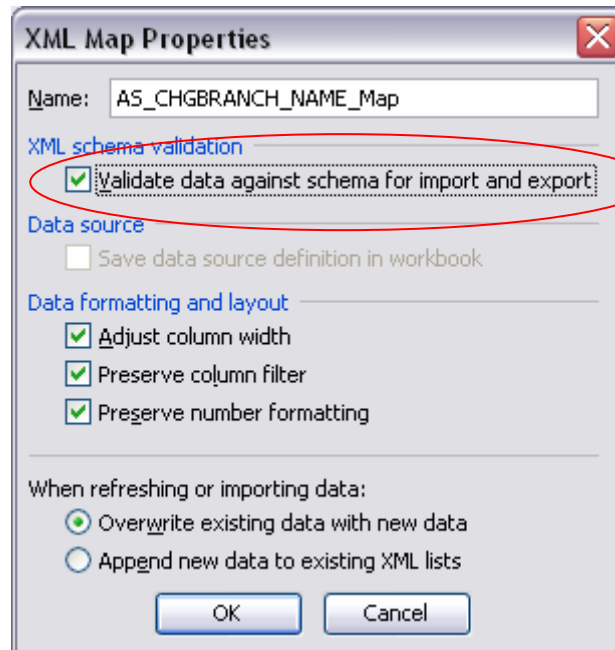 XML Map Properties
Name: AS_CHGBRANCH_NAME_Map
XML schema validation
Validate data against schema for import and export
Data source
Save data source definition in workbook
Data formatting and layout
Adjust column width
Preserve column filter
Preserve number formatting
When refreshing or importing data:
Overwrite existing data with new data
Append new data to existing XML lists
OK Cancel